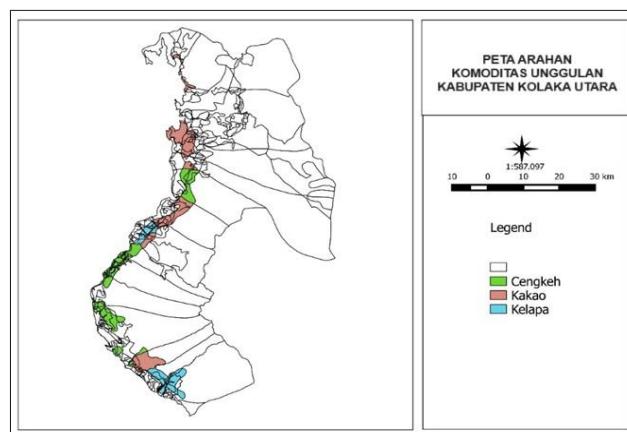 PETA ARAHAN
KOMODITAS UNGGULAN
KABUPATEN KOLAKA UTARA
1:587.097
10 0 10 20 30 km
Legend
Cengkeh
Kakao
Kelapa